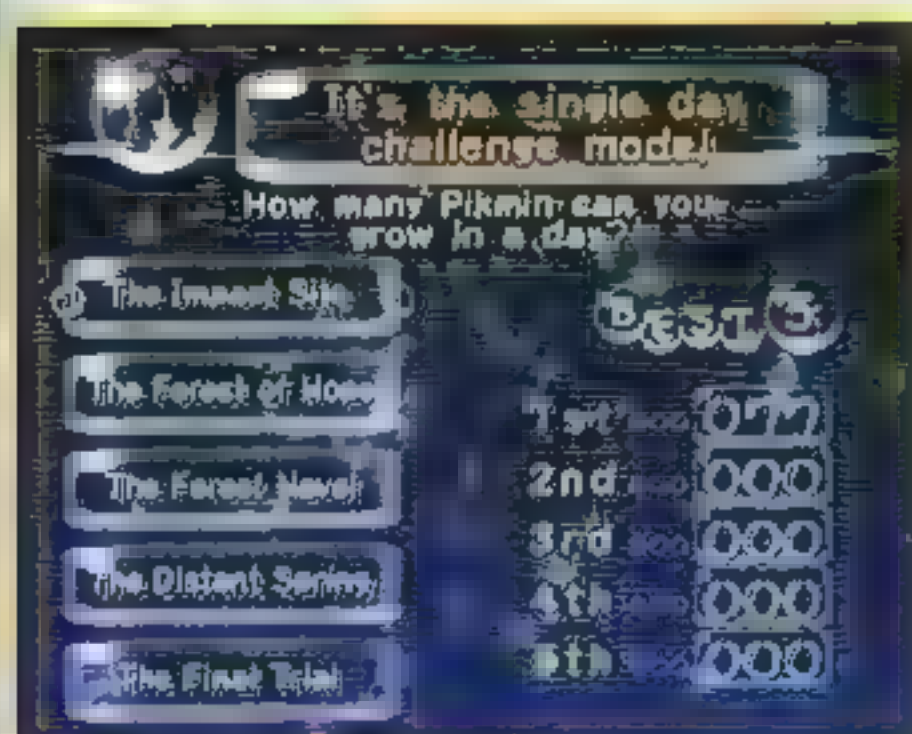 It's the single day
challenge mode!
How many Pikmin can you
grow in a day?
The Impact Site
The Forest of Hope
The Forest Navel
The Distant Spring
The Final Trial
BEST 5
1st 077
2nd 000
3rd 000
4th 000
5th 000